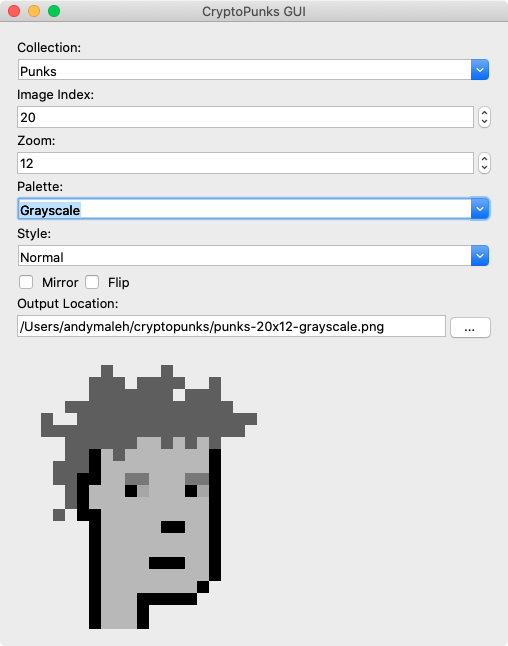 CryptoPunks GUI
Collection:
Punks
Image Index:
20
Zoom:
12
Palette:
Grayscale
Style:
Normal
Mirror Flip
Output Location:
/Users/andymaleh/cryptopunks/punks-20x12-grayscale.png
...